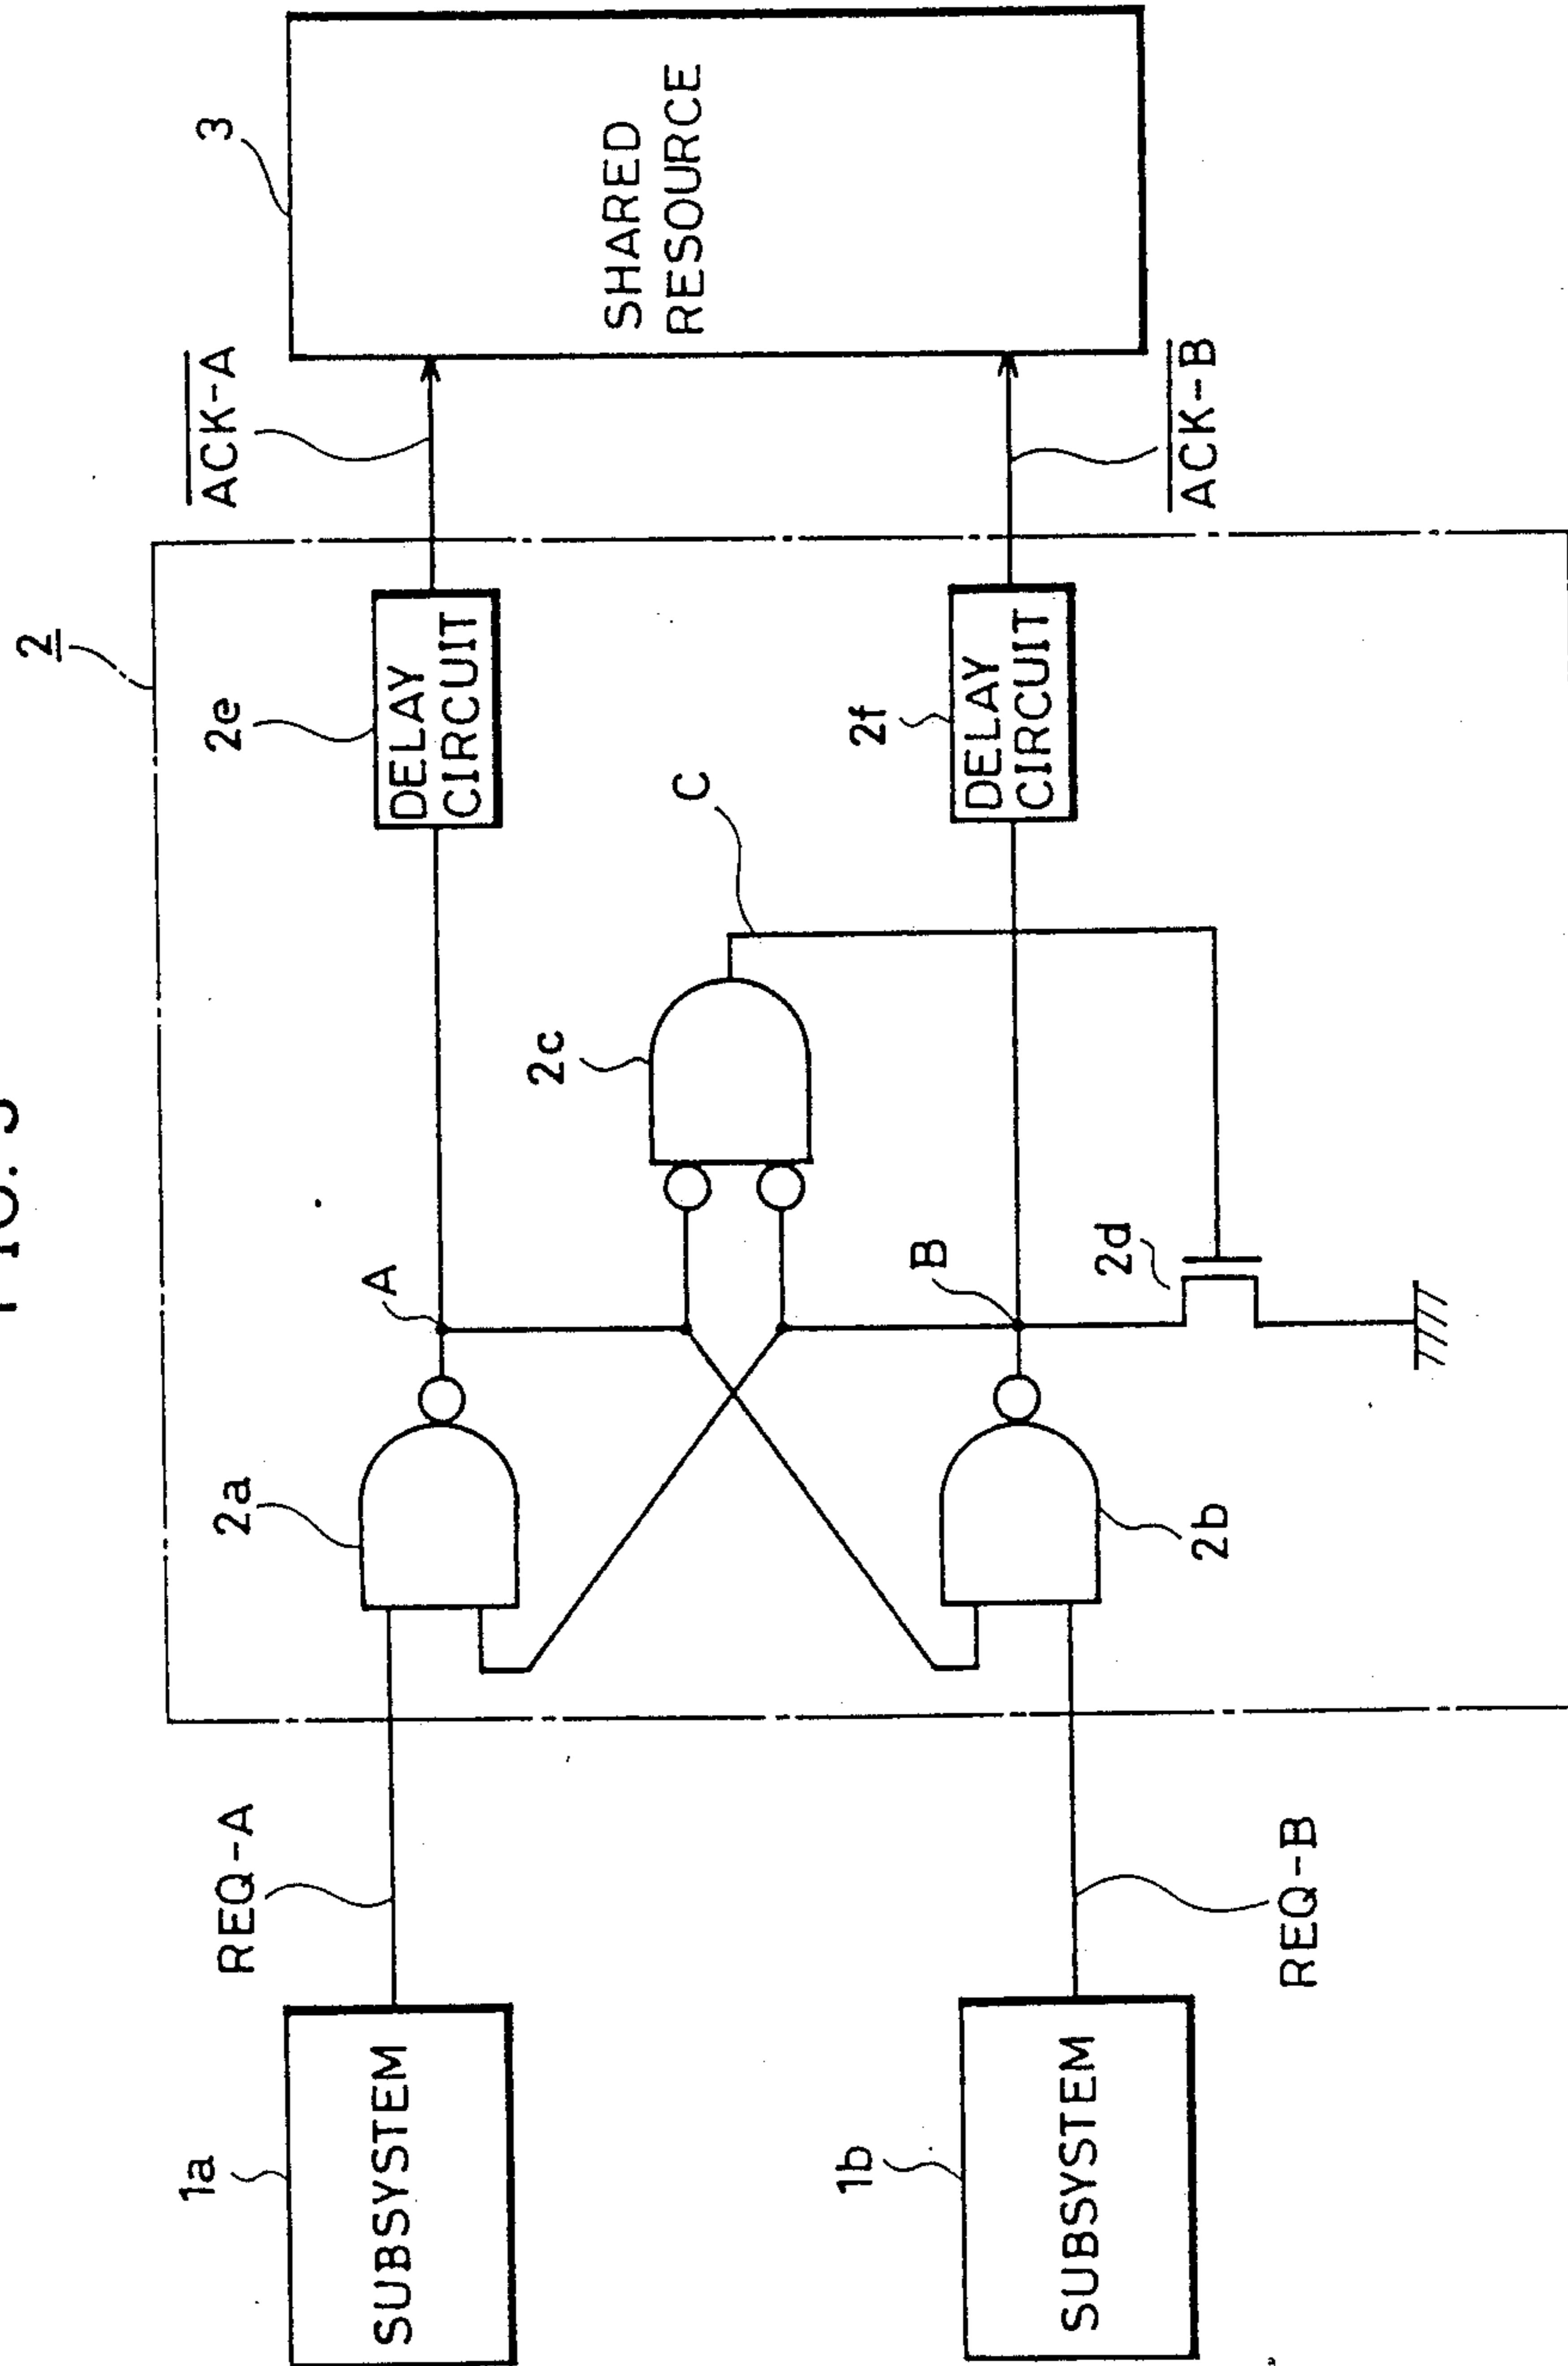 2
3
ACK-A
2e
DELAY
CIRCUIT
SHARED
RESOURCE
REQ-A
2a
A
1a
SUBSYSTEM
2c
C
2f
DELAY
CIRCUIT
B
2d
ACK-B
1b
SUBSYSTEM
2b
REQ-B